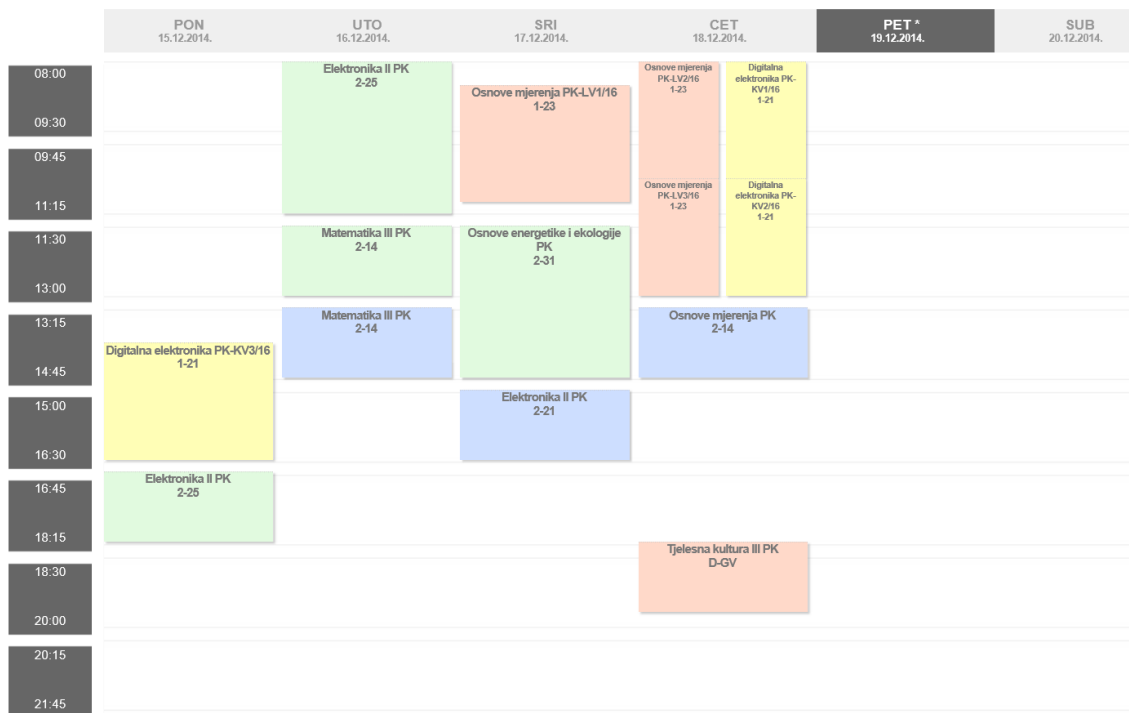 PON
15.12.2014.
UTO
16.12.2014.
SRI
17.12.2014.
CET
18.12.2014.
PET *
19.12.2014.
SUB
20.12.2014.
08:00
09:30
09:45
11:15
11:30
13:00
13:15
14:45
15:00
16:30
16:45
18:15
18:30
20:00
20:15
21:45
Digitalna elektronika PK-KV3/16
1-21
Elektronika II PK
2-25
Elektronika II PK
2-25
Matematika III PK
2-14
Matematika III PK
2-14
Osnove mjerenja PK-LV1/16
1-23
Osnove energetike i ekologije
PK
2-31
Elektronika II PK
2-21
Osnove mjerenja
PK-LV2/16
1-23
Digitalna
elektronika PK-
KV1/16
1-21
Osnove mjerenja
PK-LV3/16
1-23
Digitalna
elektronika PK-
KV2/16
1-21
Osnove mjerenja PK
2-14
Tjelesna kultura III PK
D-GV